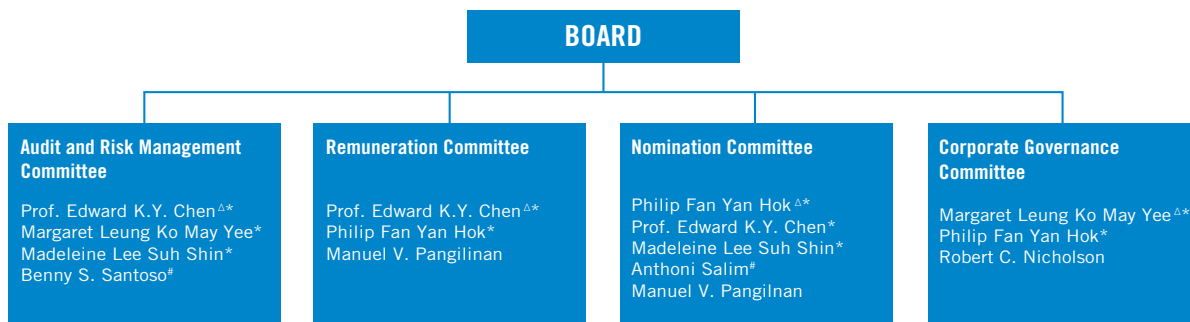 BOARD
Audit and Risk Management
Committee
Prof. Edward K.Y. Chen△*
Margaret Leung Ko May Yee*
Madeleine Lee Suh Shin*
Benny S. Santoso#
Remuneration Committee
Prof. Edward K.Y. Chen△*
Philip Fan Yan Hok*
Manuel V. Pangilinan
Nomination Committee
Philip Fan Yan Hok△*
Prof. Edward K.Y. Chen*
Madeleine Lee Suh Shin*
Anthoni Salim#
Manuel V. Pangilnan
Corporate Governance
Committee
Margaret Leung Ko May Yee△*
Philip Fan Yan Hok*
Robert C. Nicholson